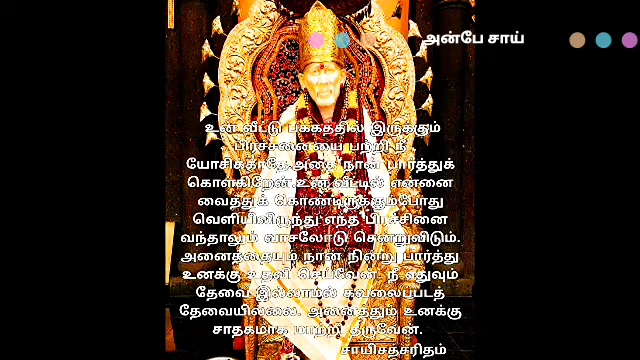 அன்பே சாய்
உன் வீட்டு பக்கத்தில் இருக்கும்
பிரச்சனையை பற்றி நீ
யோசிக்காதே.அதை நான் பார்த்துக்
கொள்கிறேன்.உன் வீட்டில் என்னை
வைத்துக் கொண்டிருக்கும்போது
வெளியிலிருந்து எந்த பிரச்சினை
வந்தாலும் வாசலோடு சென்றுவிடும்.
அனைத்தையும் நான் நின்று பார்த்து
உனக்கு உதவி செய்வேன். நீ எதுவும்
தேவை இல்லாமல் கவலைப்படத்
தேவையில்லை. அனைத்தும் உனக்கு
சாதகமாக மாற்றி தருவேன்.
சாயிசத்சரிதம்